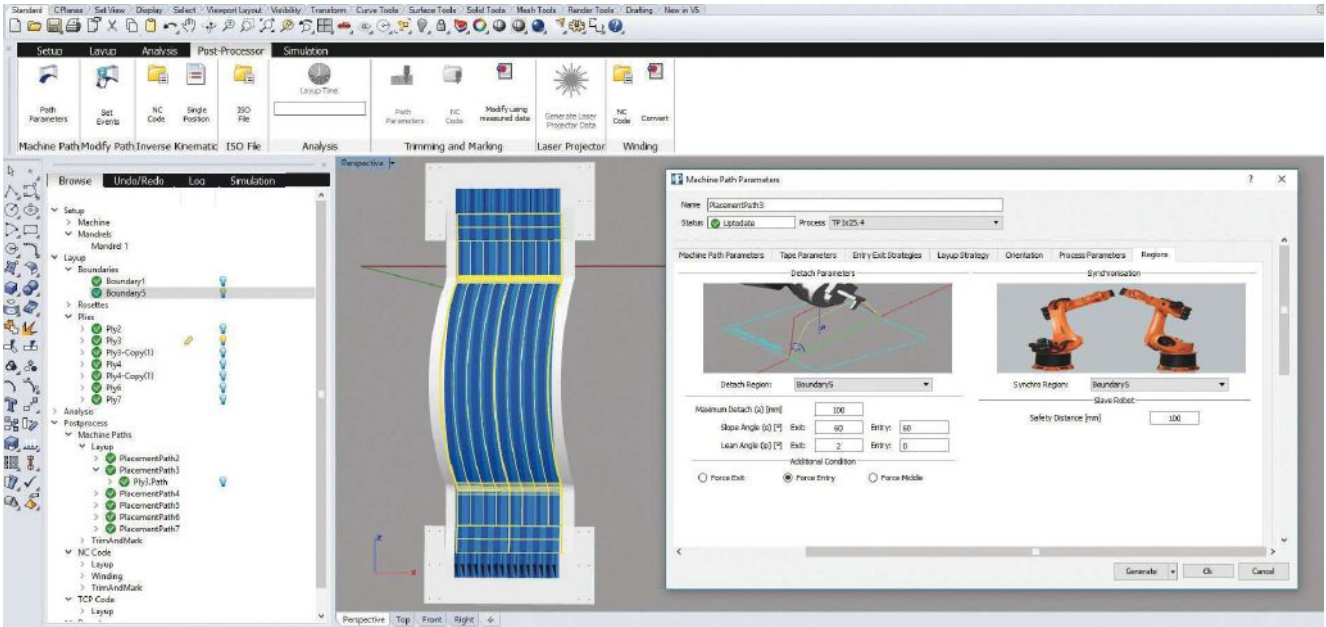 Standard CPlanes Set View Display Select Viewport Layout Visibility Transform Curve Tools Surface Tools Solid Tools Mesh Tools Render Tools Drafting New in V5
Setup Layup Analysis Post-Processor Simulation
Layup Time
Path Parameters
Set Events
NC Code
Single Position
ISO File
Path Parameters
NC Code
Modify using measured data
Generate Laser Projector Data
NC Code
Convert
Machine Path Modify Path Inverse Kinematic ISO File Analysis Trimming and Marking Laser Projector Winding
Browse Undo/Redo Log Simulation
Setup
Machine
Mandrels
Mandrel 1
Layup
Boundaries
Boundary1
Boundary5
Rosettes
Plies
Ply2
Ply3
Ply3-Copy(1)
Ply4
Ply4-Copy(1)
Ply6
Ply7
Analysis
Postprocess
Machine Paths
Layup
PlacementPath2
PlacementPath3
Ply3.Path
PlacementPath4
PlacementPath5
PlacementPath6
PlacementPath7
TrimAndMark
NC Code
Layup
Winding
TrimAndMark
TCP Code
Layup
Perspective
z
x
Perspective Top Front Right
Machine Path Parameters ? X
Name PlacementPath3
Status Uptodate Process TP1x25.4
Machine Path Parameters Tape Parameters Entry Exit Strategies Layup Strategy Orientation Process Parameters Regions
Detach Parameters
Detach Region: Boundary5
Maximum Detach (a) [mm] 100
Slope Angle (α) [º] Exit: 60 Entry: 60
Lean Angle (φ) [º] Exit: 2 Entry: 0
Additional Condition
Force Exit Force Entry Force Middle
Synchronisation
Synchro Region: Boundary5
Slave Robot
Safety Distance [mm] 100
Generate Ok Cancel